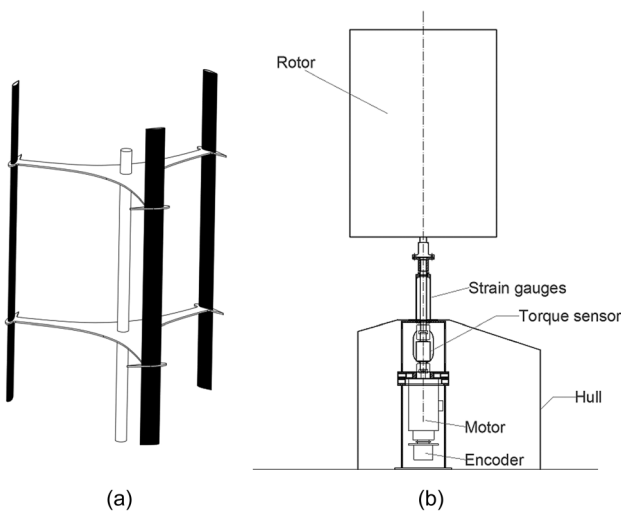 Rotor
Strain gauges
Torque sensor
Hull
Motor
Encoder
(a)
(b)